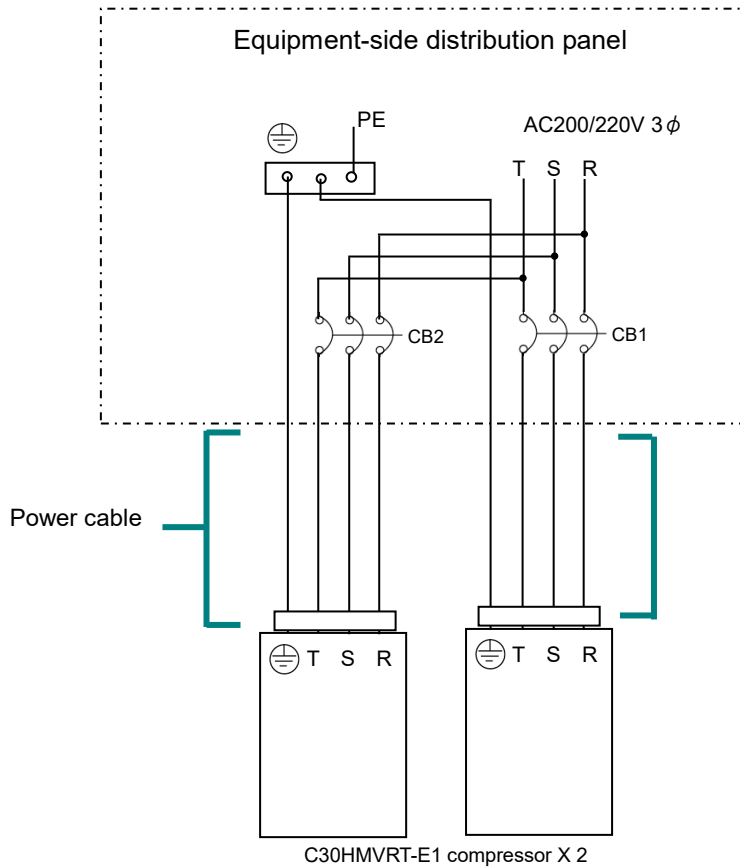 Equipment-side distribution panel
PE
AC200/220V 3φ
T S R
CB2
CB1
Power cable
T S R
T S R
C30HMVRT-E1 compressor X 2